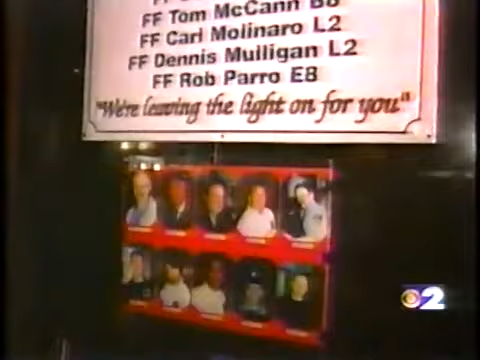 FF Tom McCann B8
FF Carl Molinaro L2
FF Dennis Mulligan L2
FF Rob Parro E8
"We're leaving the light on for you"
2